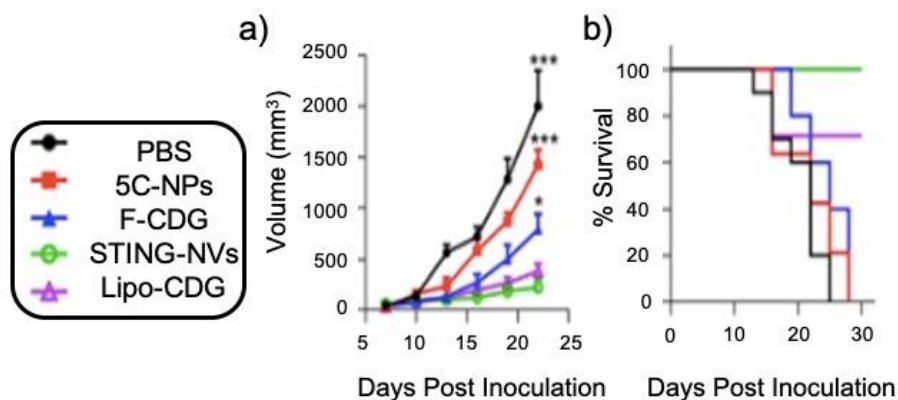 a)
b)
PBS
5C-NPs
F-CDG
STING-NVs
Lipo-CDG
Volume (mm³)
2500
2000
1500
1000
500
0
5
10
15
20
25
***
***
*
Days Post Inoculation
% Survival
100
80
60
40
20
0
0
10
20
30
Days Post Inoculation